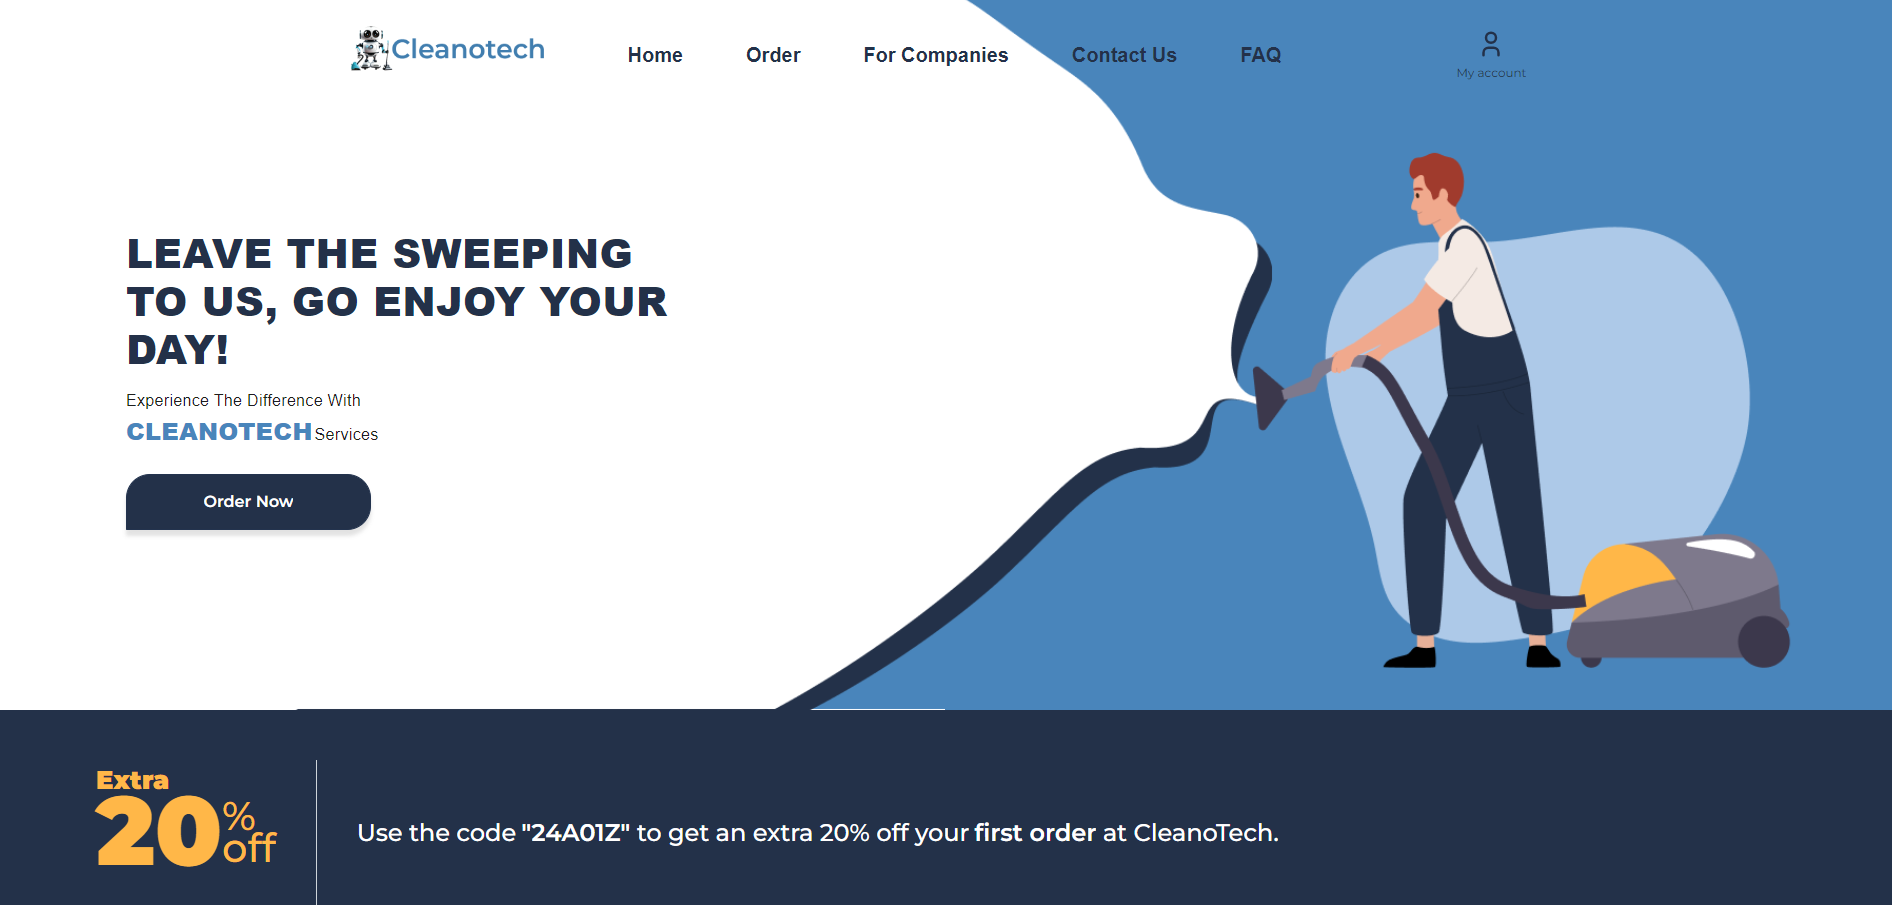 Cleanotech
Home Order For Companies Contact Us FAQ
My account
LEAVE THE SWEEPING
TO US, GO ENJOY YOUR
DAY!
Experience The Difference With
CLEANOTECH Services
Order Now
Extra
20% off
Use the code "24A01Z" to get an extra 20% off your first order at CleanoTech.